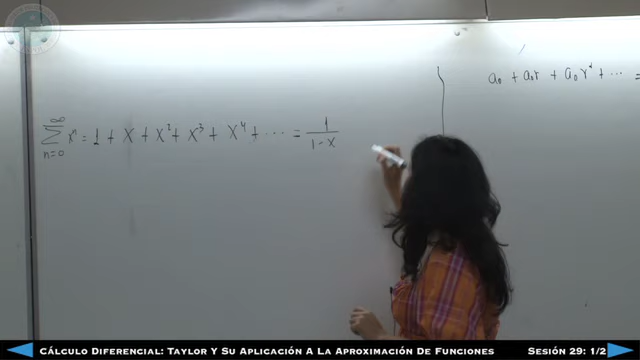 ∞
∑ xⁿ = 1 + x + x² + x³ + x⁴ + ··· = 1/(1-x)
n=0
a₀ + a₀r + a₀r² + ··· =
Cálculo Diferencial: Taylor Y Su Aplicación A La Aproximación De Funciones Sesión 29: 1/2